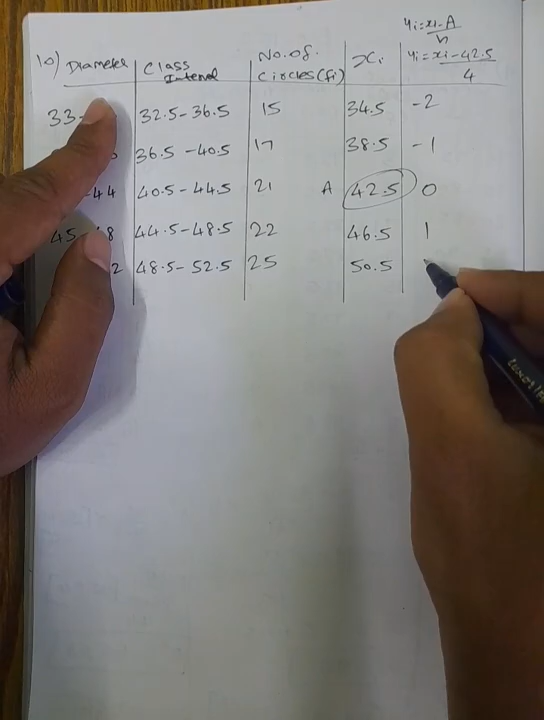 yi = xi - A / h
10) Diameter Class Interval No. of. Circles (fi) xi yi = xi - 42.5 / 4
33- 32.5 - 36.5 15 34.5 -2
36.5 - 40.5 17 38.5 -1
-44 40.5 - 44.5 21 A 42.5 0
45- 8 44.5 - 48.5 22 46.5 1
2 48.5 - 52.5 25 50.5